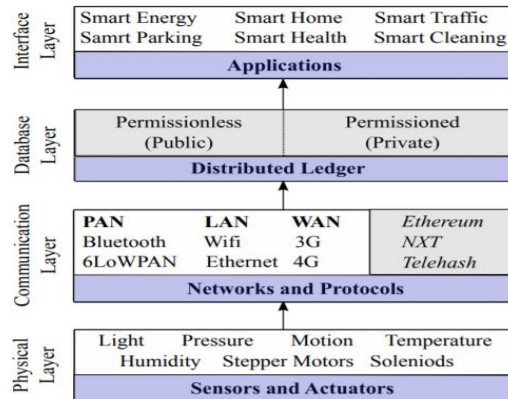 Interface
Layer
Smart Energy Smart Home Smart Traffic
Samrt Parking Smart Health Smart Cleaning
Applications
Database
Layer
Permissionless Permissioned
(Public) (Private)
Distributed Ledger
Communication
Layer
PAN LAN WAN Ethereum
Bluetooth Wifi 3G NXT
6LoWPAN Ethernet 4G Telehash
Networks and Protocols
Physical
Layer
Light Pressure Motion Temperature
Humidity Stepper Motors Soleniods
Sensors and Actuators